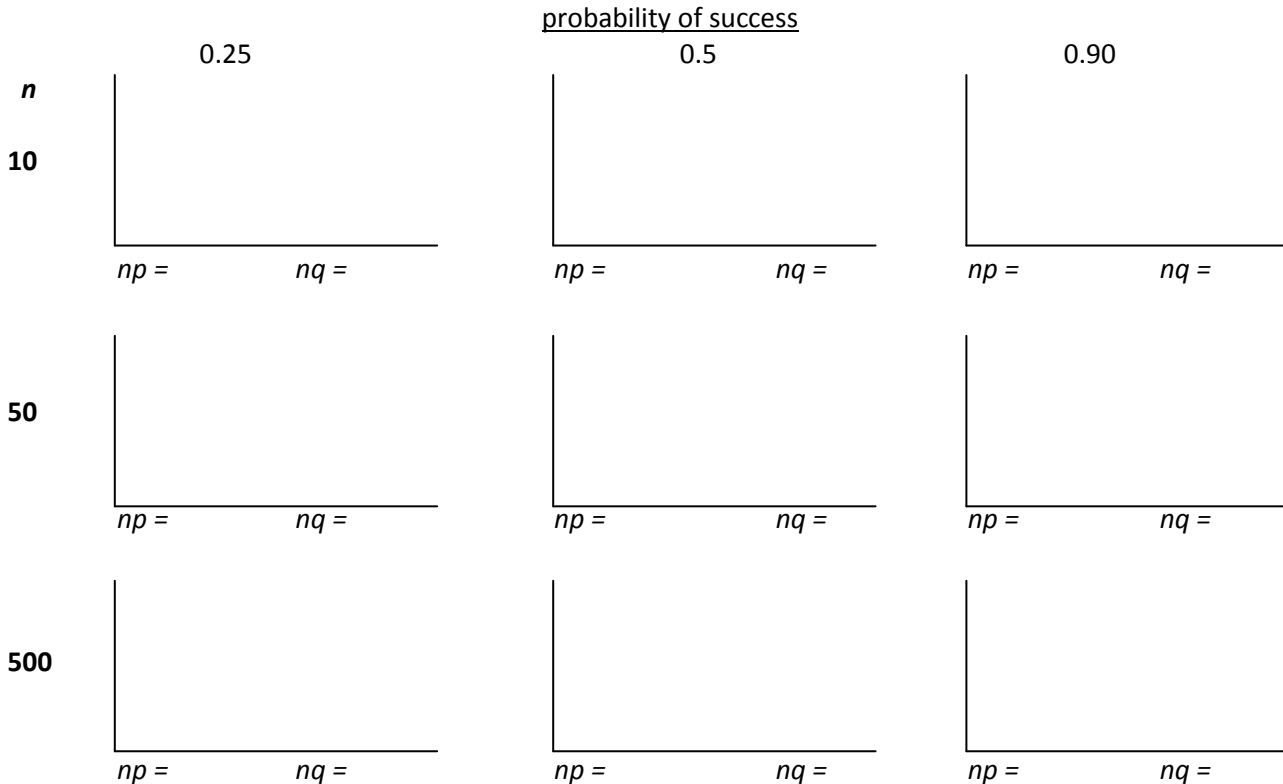 probability of success
0.25 0.5 0.90
n
10
np = nq = np = nq = np = nq =
50
np = nq = np = nq = np = nq =
500
np = nq = np = nq = np = nq =